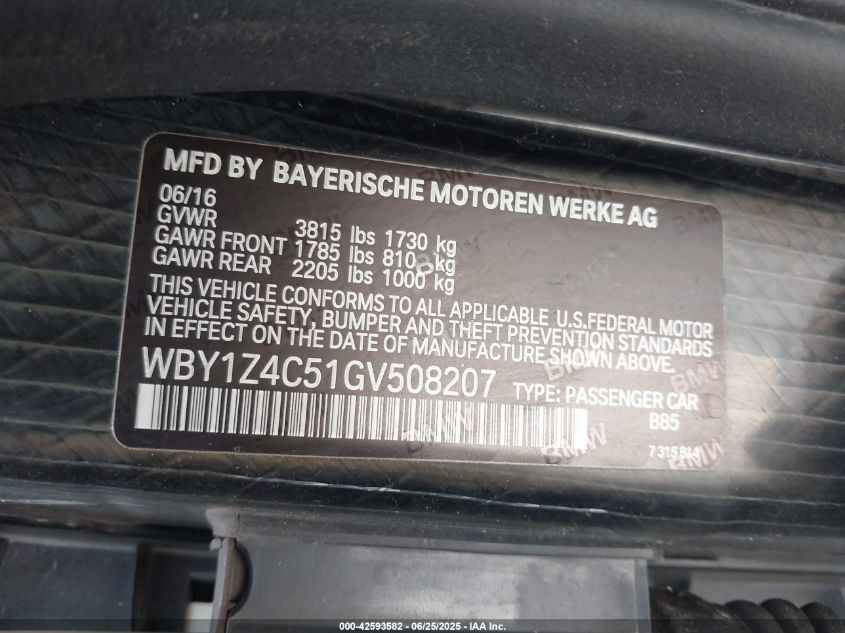 MFD BY BAYERISCHE MOTOREN WERKE AG
06/16
GVWR 3815 lbs 1730 kg
GAWR FRONT 1785 lbs 810 kg
GAWR REAR 2205 lbs 1000 kg
THIS VEHICLE CONFORMS TO ALL APPLICABLE U.S.FEDERAL MOTOR
VEHICLE SAFETY, BUMPER AND THEFT PREVENTION STANDARDS
IN EFFECT ON THE DATE OF MANUFACTURE SHOWN ABOVE.
WBY1Z4C51GV508207 TYPE: PASSENGER CAR
B85
7 315 814
000-42593582 - 06/25/2025 - IAA Inc.